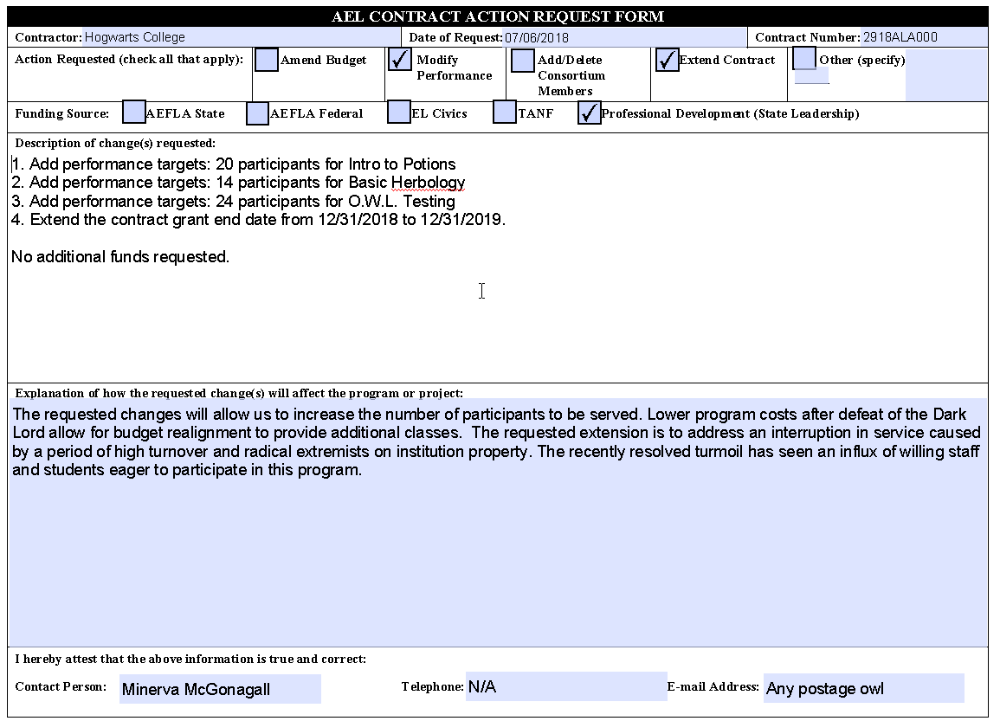 AEL CONTRACT ACTION REQUEST FORM
Contractor: Hogwarts College Date of Request: 07/06/2018 Contract Number: 2918ALA000
Action Requested (check all that apply): Amend Budget Modify Performance Add/Delete Consortium Members Extend Contract Other (specify)
Funding Source: AEFLA State AEFLA Federal EL Civics TANF Professional Development (State Leadership)
Description of change(s) requested:
1. Add performance targets: 20 participants for Intro to Potions
2. Add performance targets: 14 participants for Basic Herbology
3. Add performance targets: 24 participants for O.W.L. Testing
4. Extend the contract grant end date from 12/31/2018 to 12/31/2019.
No additional funds requested.
Explanation of how the requested change(s) will affect the program or project:
The requested changes will allow us to increase the number of participants to be served. Lower program costs after defeat of the Dark
Lord allow for budget realignment to provide additional classes. The requested extension is to address an interruption in service caused
by a period of high turnover and radical extremists on institution property. The recently resolved turmoil has seen an influx of willing staff
and students eager to participate in this program.
I hereby attest that the above information is true and correct:
Contact Person: Minerva McGonagall Telephone: N/A E-mail Address: Any postage owl